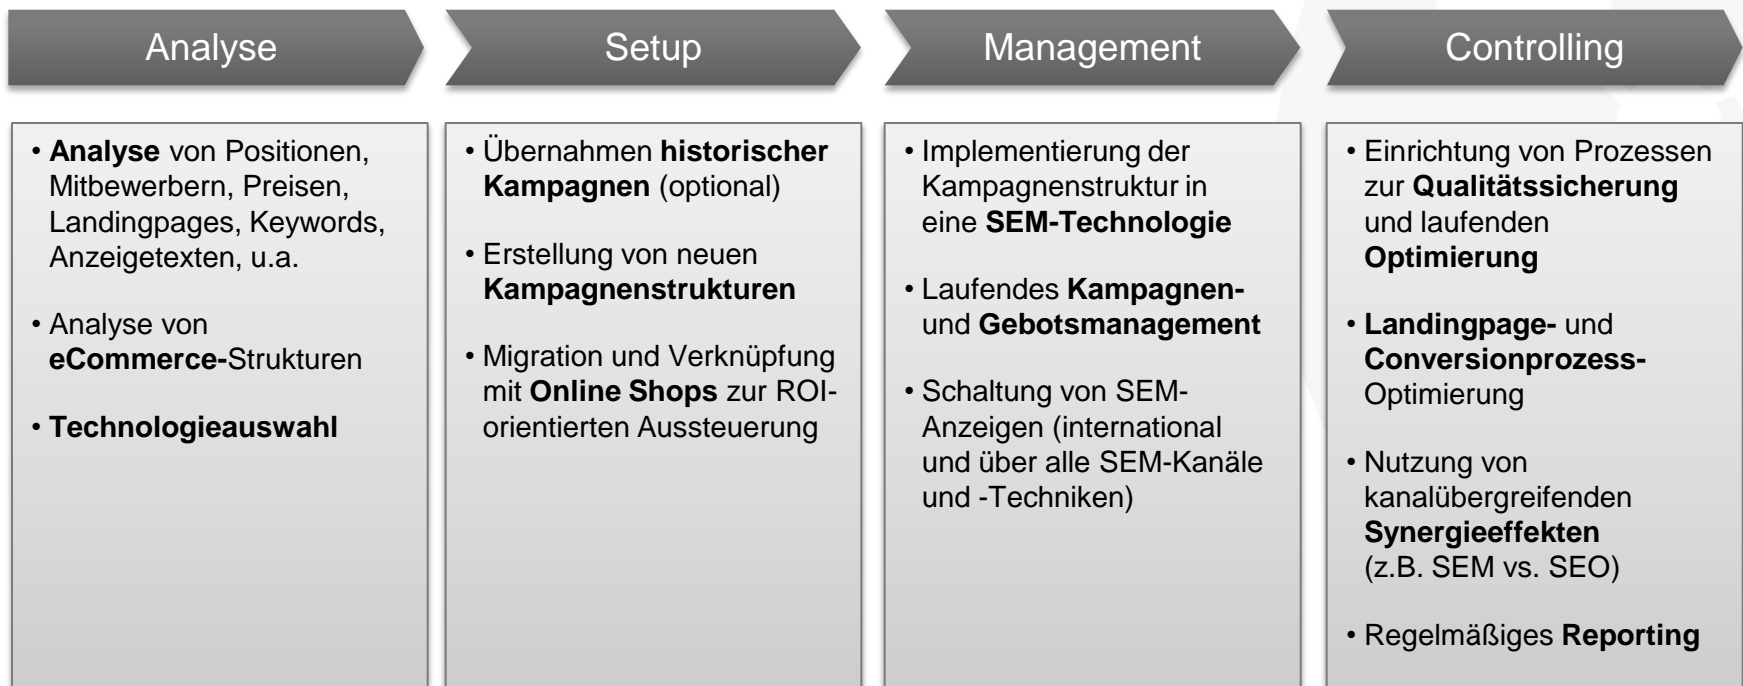 Analyse
Setup
Management
Controlling
• Analyse von Positionen,
Mitbewerbern, Preisen,
Landingpages, Keywords,
Anzeigetexten, u.a.
• Analyse von
eCommerce-Strukturen
• Technologieauswahl
• Übernahmen historischer
Kampagnen (optional)
• Erstellung von neuen
Kampagnenstrukturen
• Migration und Verknüpfung
mit Online Shops zur ROI-
orientierten Aussteuerung
• Implementierung der
Kampagnenstruktur in
eine SEM-Technologie
• Laufendes Kampagnen-
und Gebotsmanagement
• Schaltung von SEM-
Anzeigen (international
und über alle SEM-Kanäle
und -Techniken)
• Einrichtung von Prozessen
zur Qualitätssicherung
und laufenden
Optimierung
• Landingpage- und
Conversionprozess-
Optimierung
• Nutzung von
kanalübergreifenden
Synergieeffekten
(z.B. SEM vs. SEO)
• Regelmäßiges Reporting